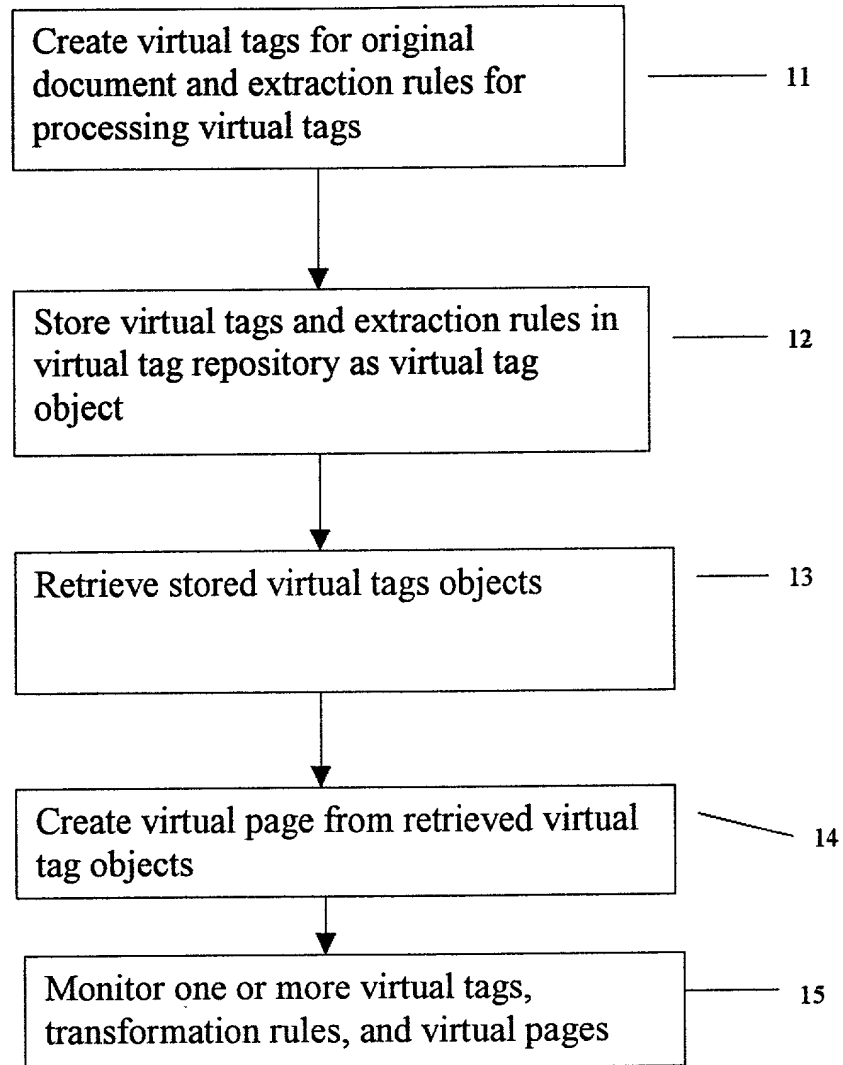 Create virtual tags for original
document and extraction rules for
processing virtual tags
11
Store virtual tags and extraction rules in
virtual tag repository as virtual tag
object
12
Retrieve stored virtual tags objects
13
Create virtual page from retrieved virtual
tag objects
14
Monitor one or more virtual tags,
transformation rules, and virtual pages
15